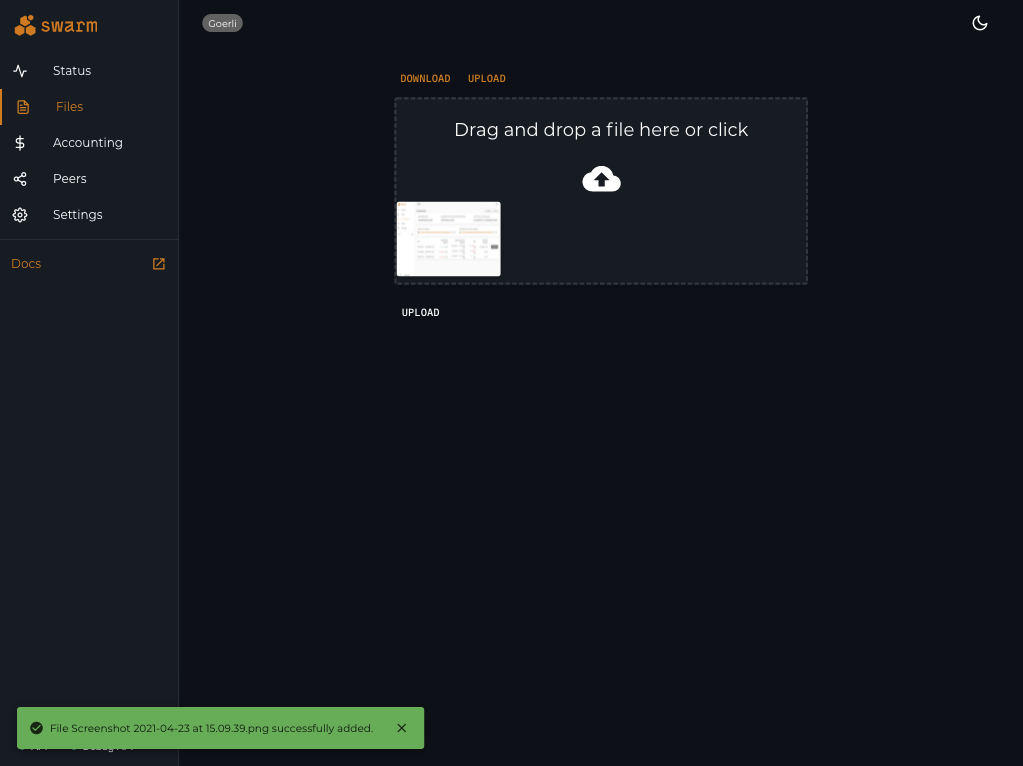 swarm
Goerli
Status
Files
Accounting
Peers
Settings
Docs
DOWNLOAD UPLOAD
Drag and drop a file here or click
UPLOAD
File Screenshot 2021-04-23 at 15.09.39.png successfully added.